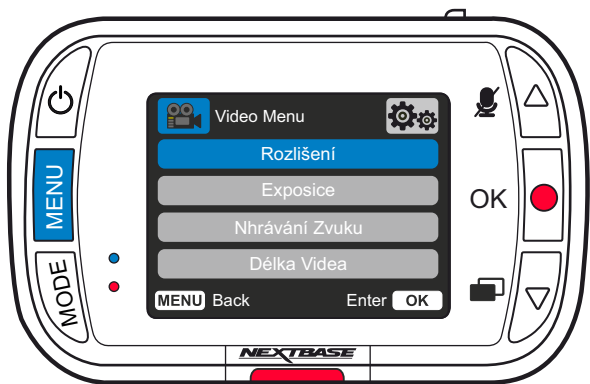 Video Menu
Rozlišení
Exposice
Nhrávání Zvuku
Délka Videa
MENU Back Enter OK
MENU
MODE
OK
NEXTBASE